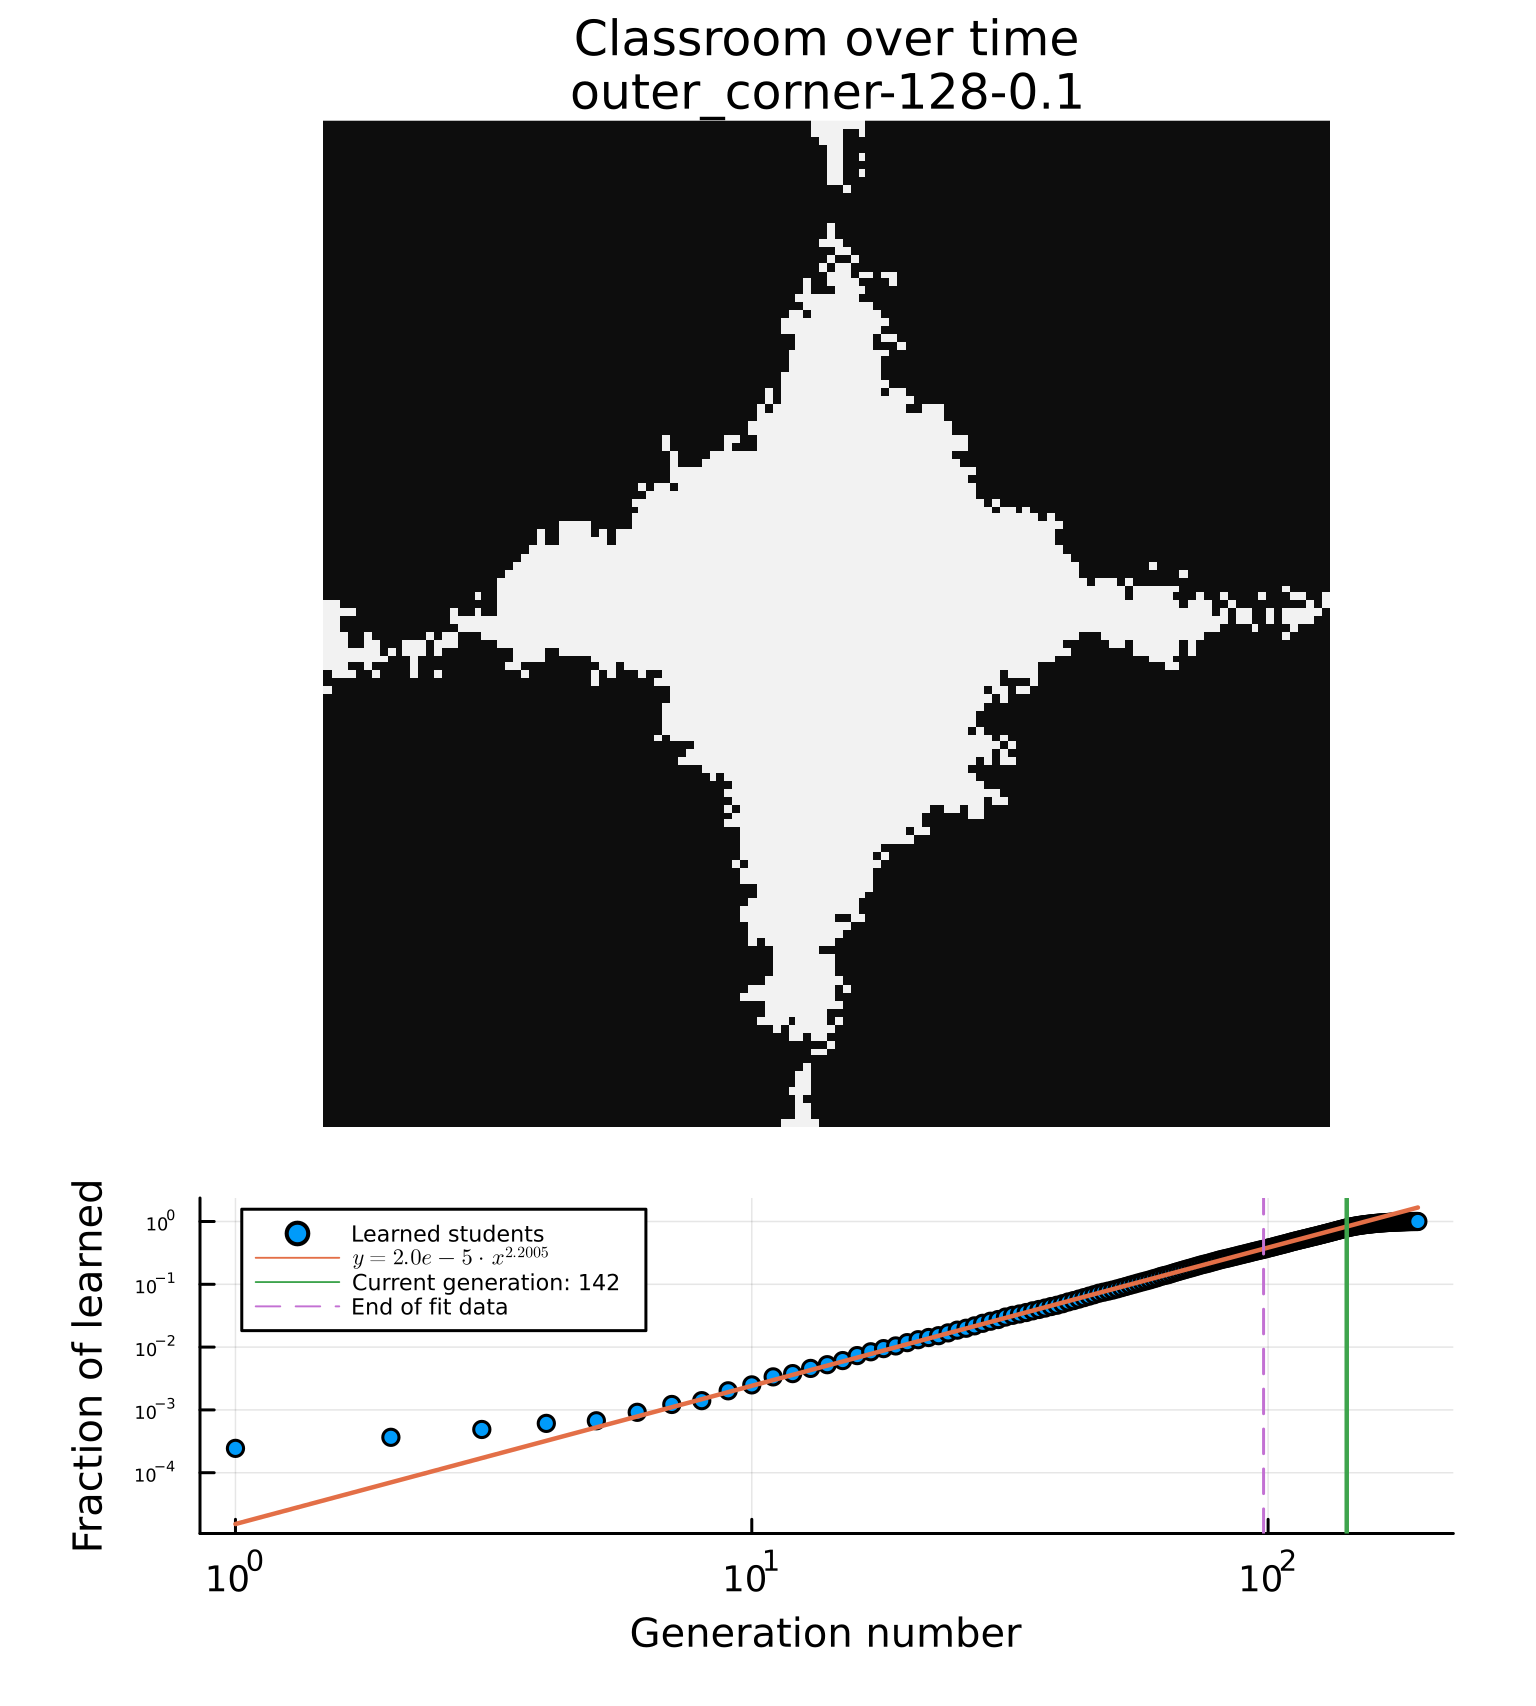 Classroom over time
outer_corner-128-0.1
Fraction of learned
10^0
10^-1
10^-2
10^-3
10^-4
Learned students
y = 2.0e − 5 · x^2.2005
Current generation: 142
End of fit data
10^0 10^1 10^2
Generation number